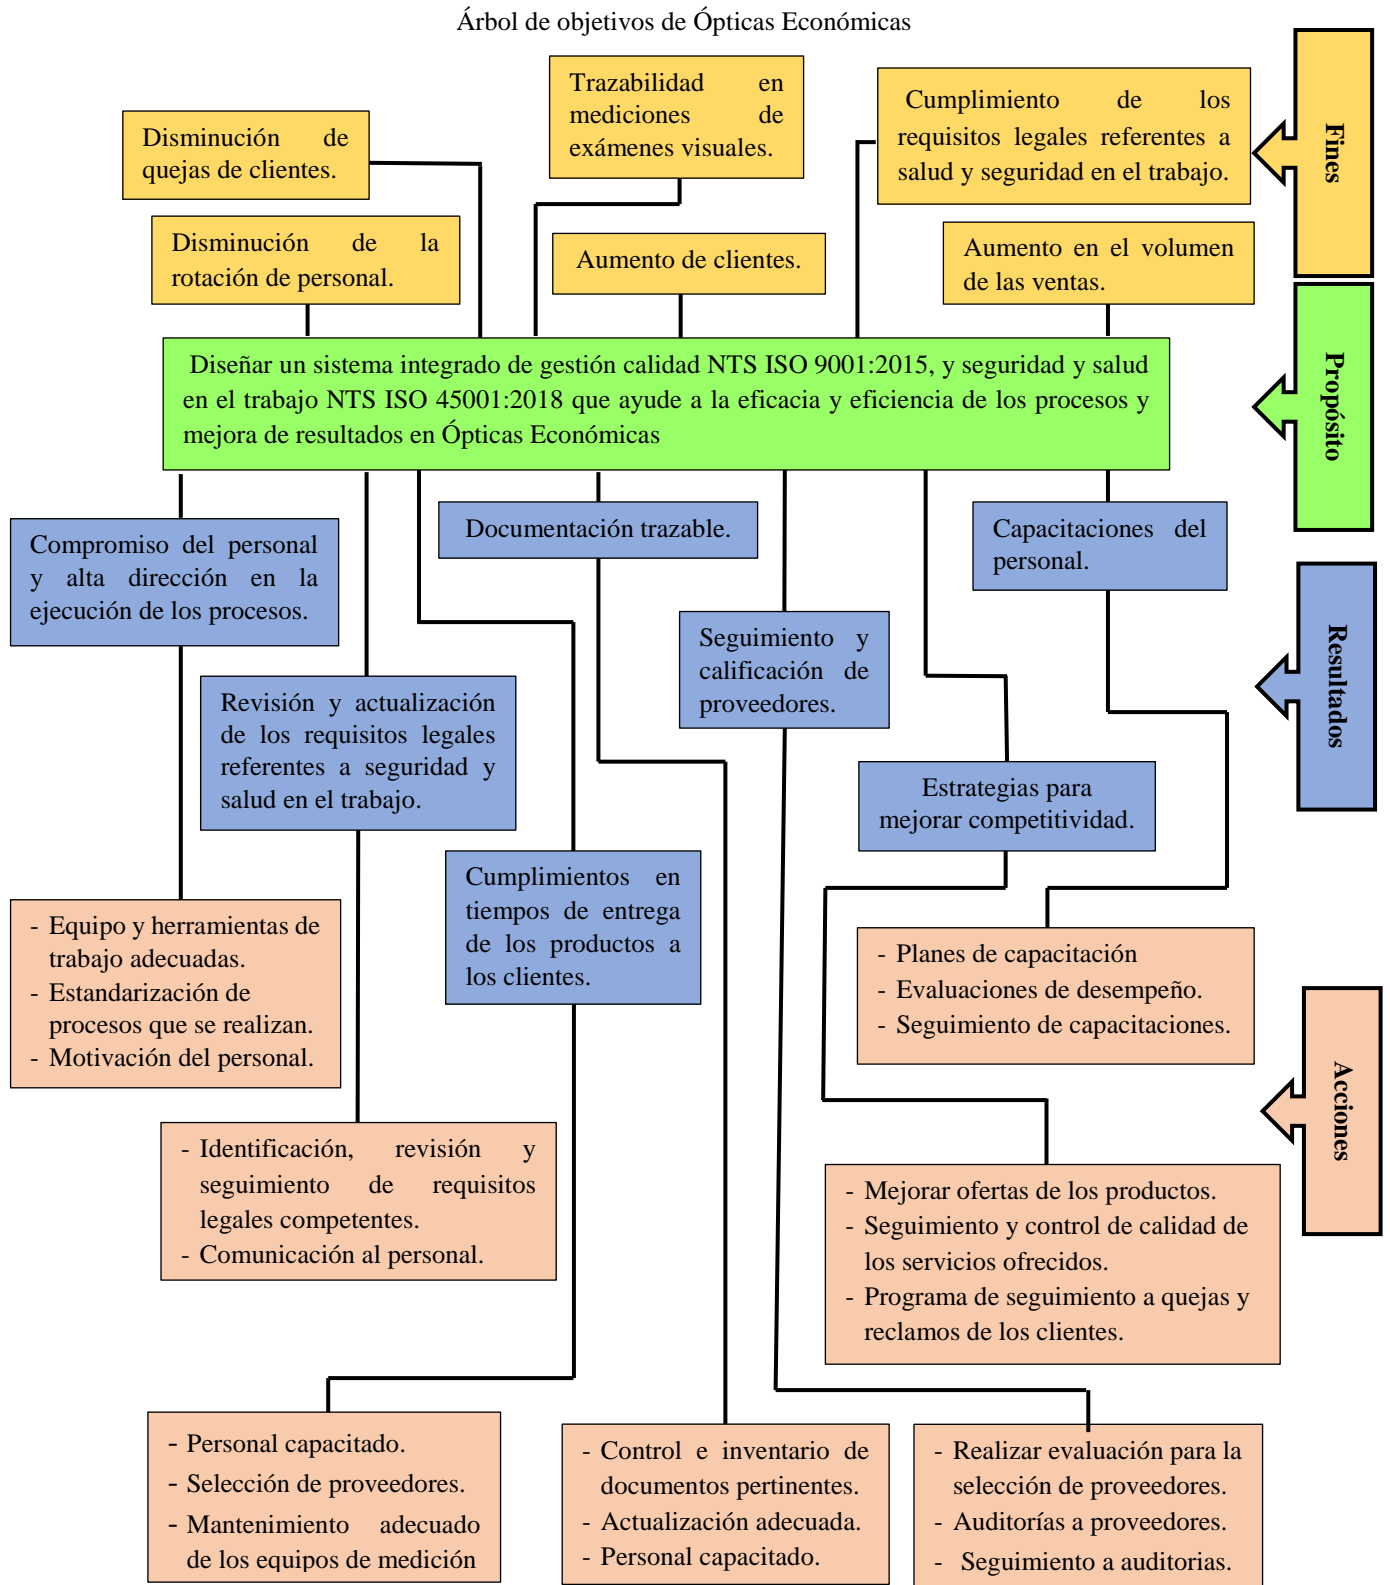 Árbol de objetivos de Ópticas Económicas
Disminución de
quejas de clientes.
Trazabilidad en
mediciones de
exámenes visuales.
Cumplimiento de los
requisitos legales referentes a
salud y seguridad en el trabajo.
Fines
Disminución de la
rotación de personal.
Aumento de clientes.
Aumento en el volumen
de las ventas.
Diseñar un sistema integrado de gestión calidad NTS ISO 9001:2015, y seguridad y salud
en el trabajo NTS ISO 45001:2018 que ayude a la eficacia y eficiencia de los procesos y
mejora de resultados en Ópticas Económicas
Propósito
Compromiso del personal
y alta dirección en la
ejecución de los procesos.
Documentación trazable.
Capacitaciones del
personal.
Seguimiento y
calificación de
proveedores.
Resultados
Revisión y actualización
de los requisitos legales
referentes a seguridad y
salud en el trabajo.
Estrategias para
mejorar competitividad.
Cumplimientos en
tiempos de entrega
de los productos a
los clientes.
- Equipo y herramientas de
trabajo adecuadas.
- Estandarización de
procesos que se realizan.
- Motivación del personal.
- Planes de capacitación
- Evaluaciones de desempeño.
- Seguimiento de capacitaciones.
Acciones
- Identificación, revisión y
seguimiento de requisitos
legales competentes.
- Comunicación al personal.
- Mejorar ofertas de los productos.
- Seguimiento y control de calidad de
los servicios ofrecidos.
- Programa de seguimiento a quejas y
reclamos de los clientes.
- Personal capacitado.
- Selección de proveedores.
- Mantenimiento adecuado
de los equipos de medición
- Control e inventario de
documentos pertinentes.
- Actualización adecuada.
- Personal capacitado.
- Realizar evaluación para la
selección de proveedores.
- Auditorías a proveedores.
- Seguimiento a auditorias.